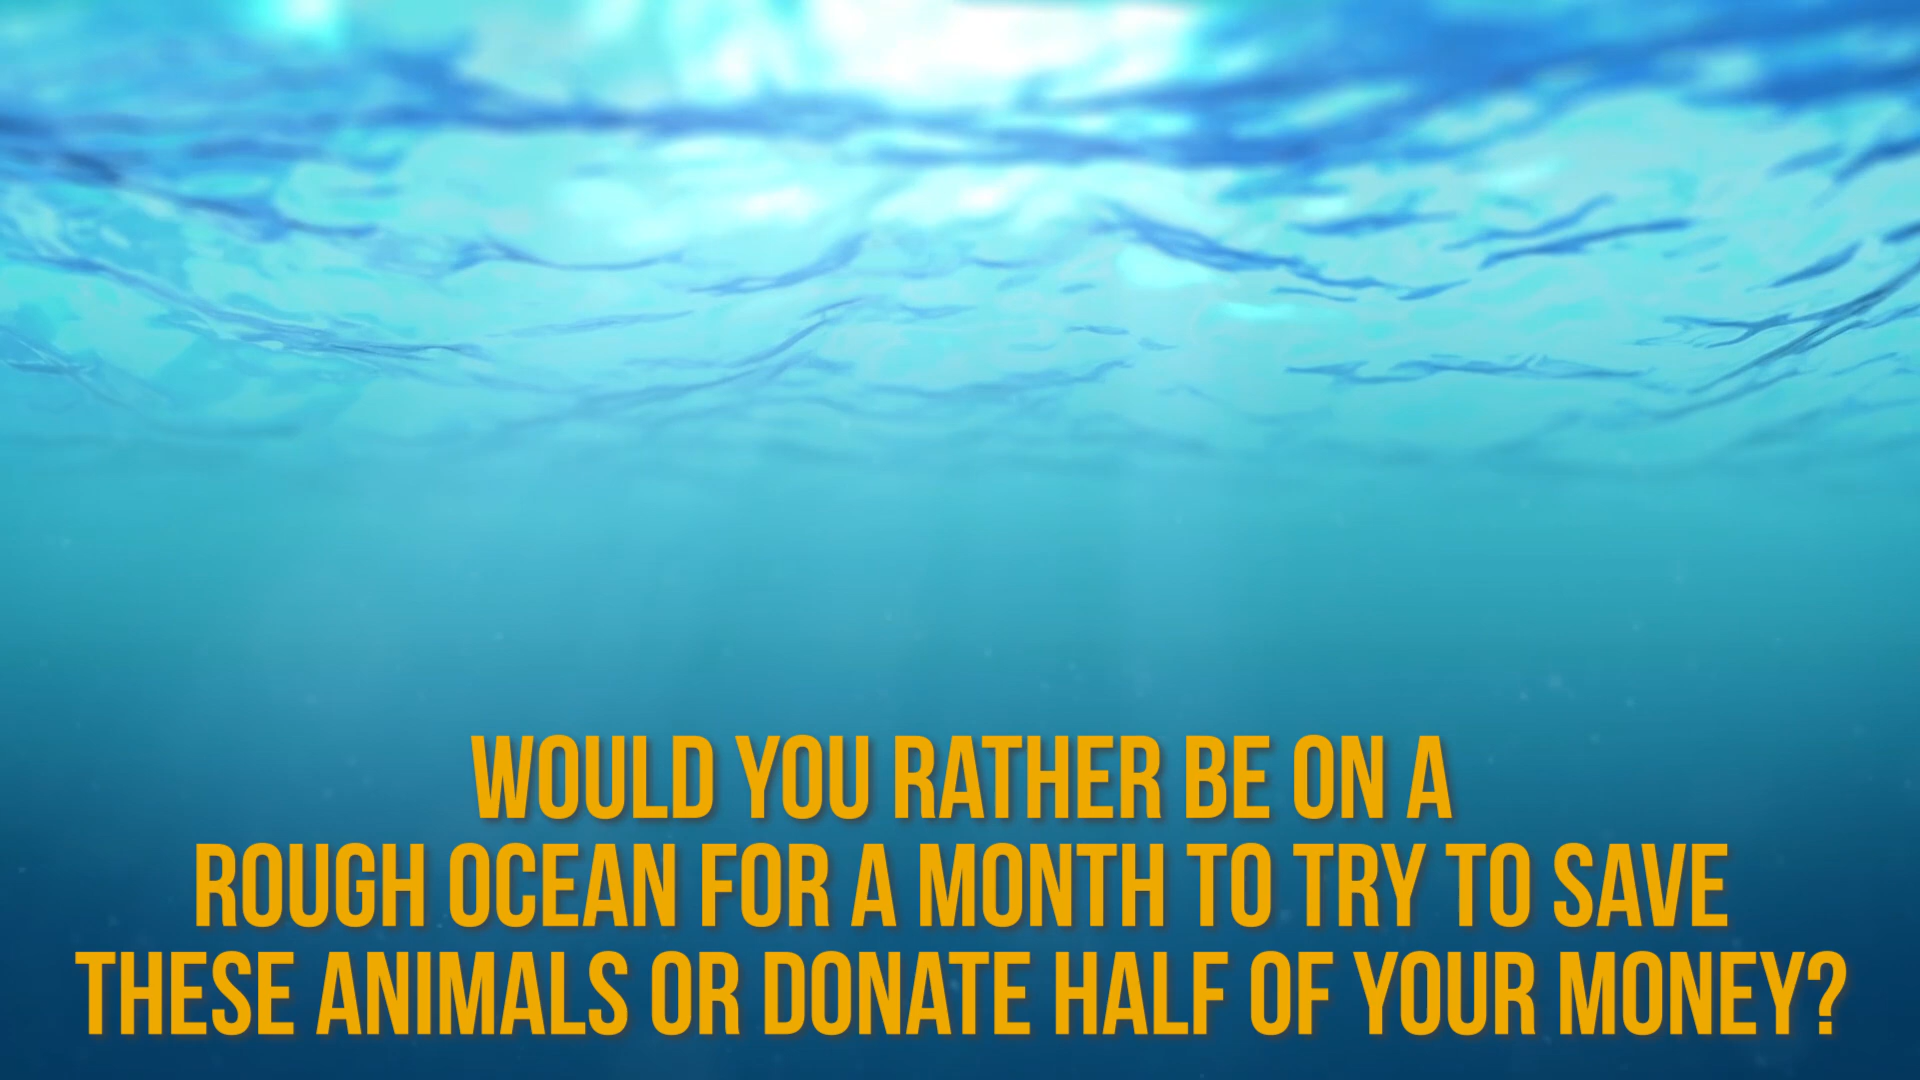 WOULD YOU RATHER BE ON A
ROUGH OCEAN FOR A MONTH TO TRY TO SAVE
THESE ANIMALS OR DONATE HALF OF YOUR MONEY?